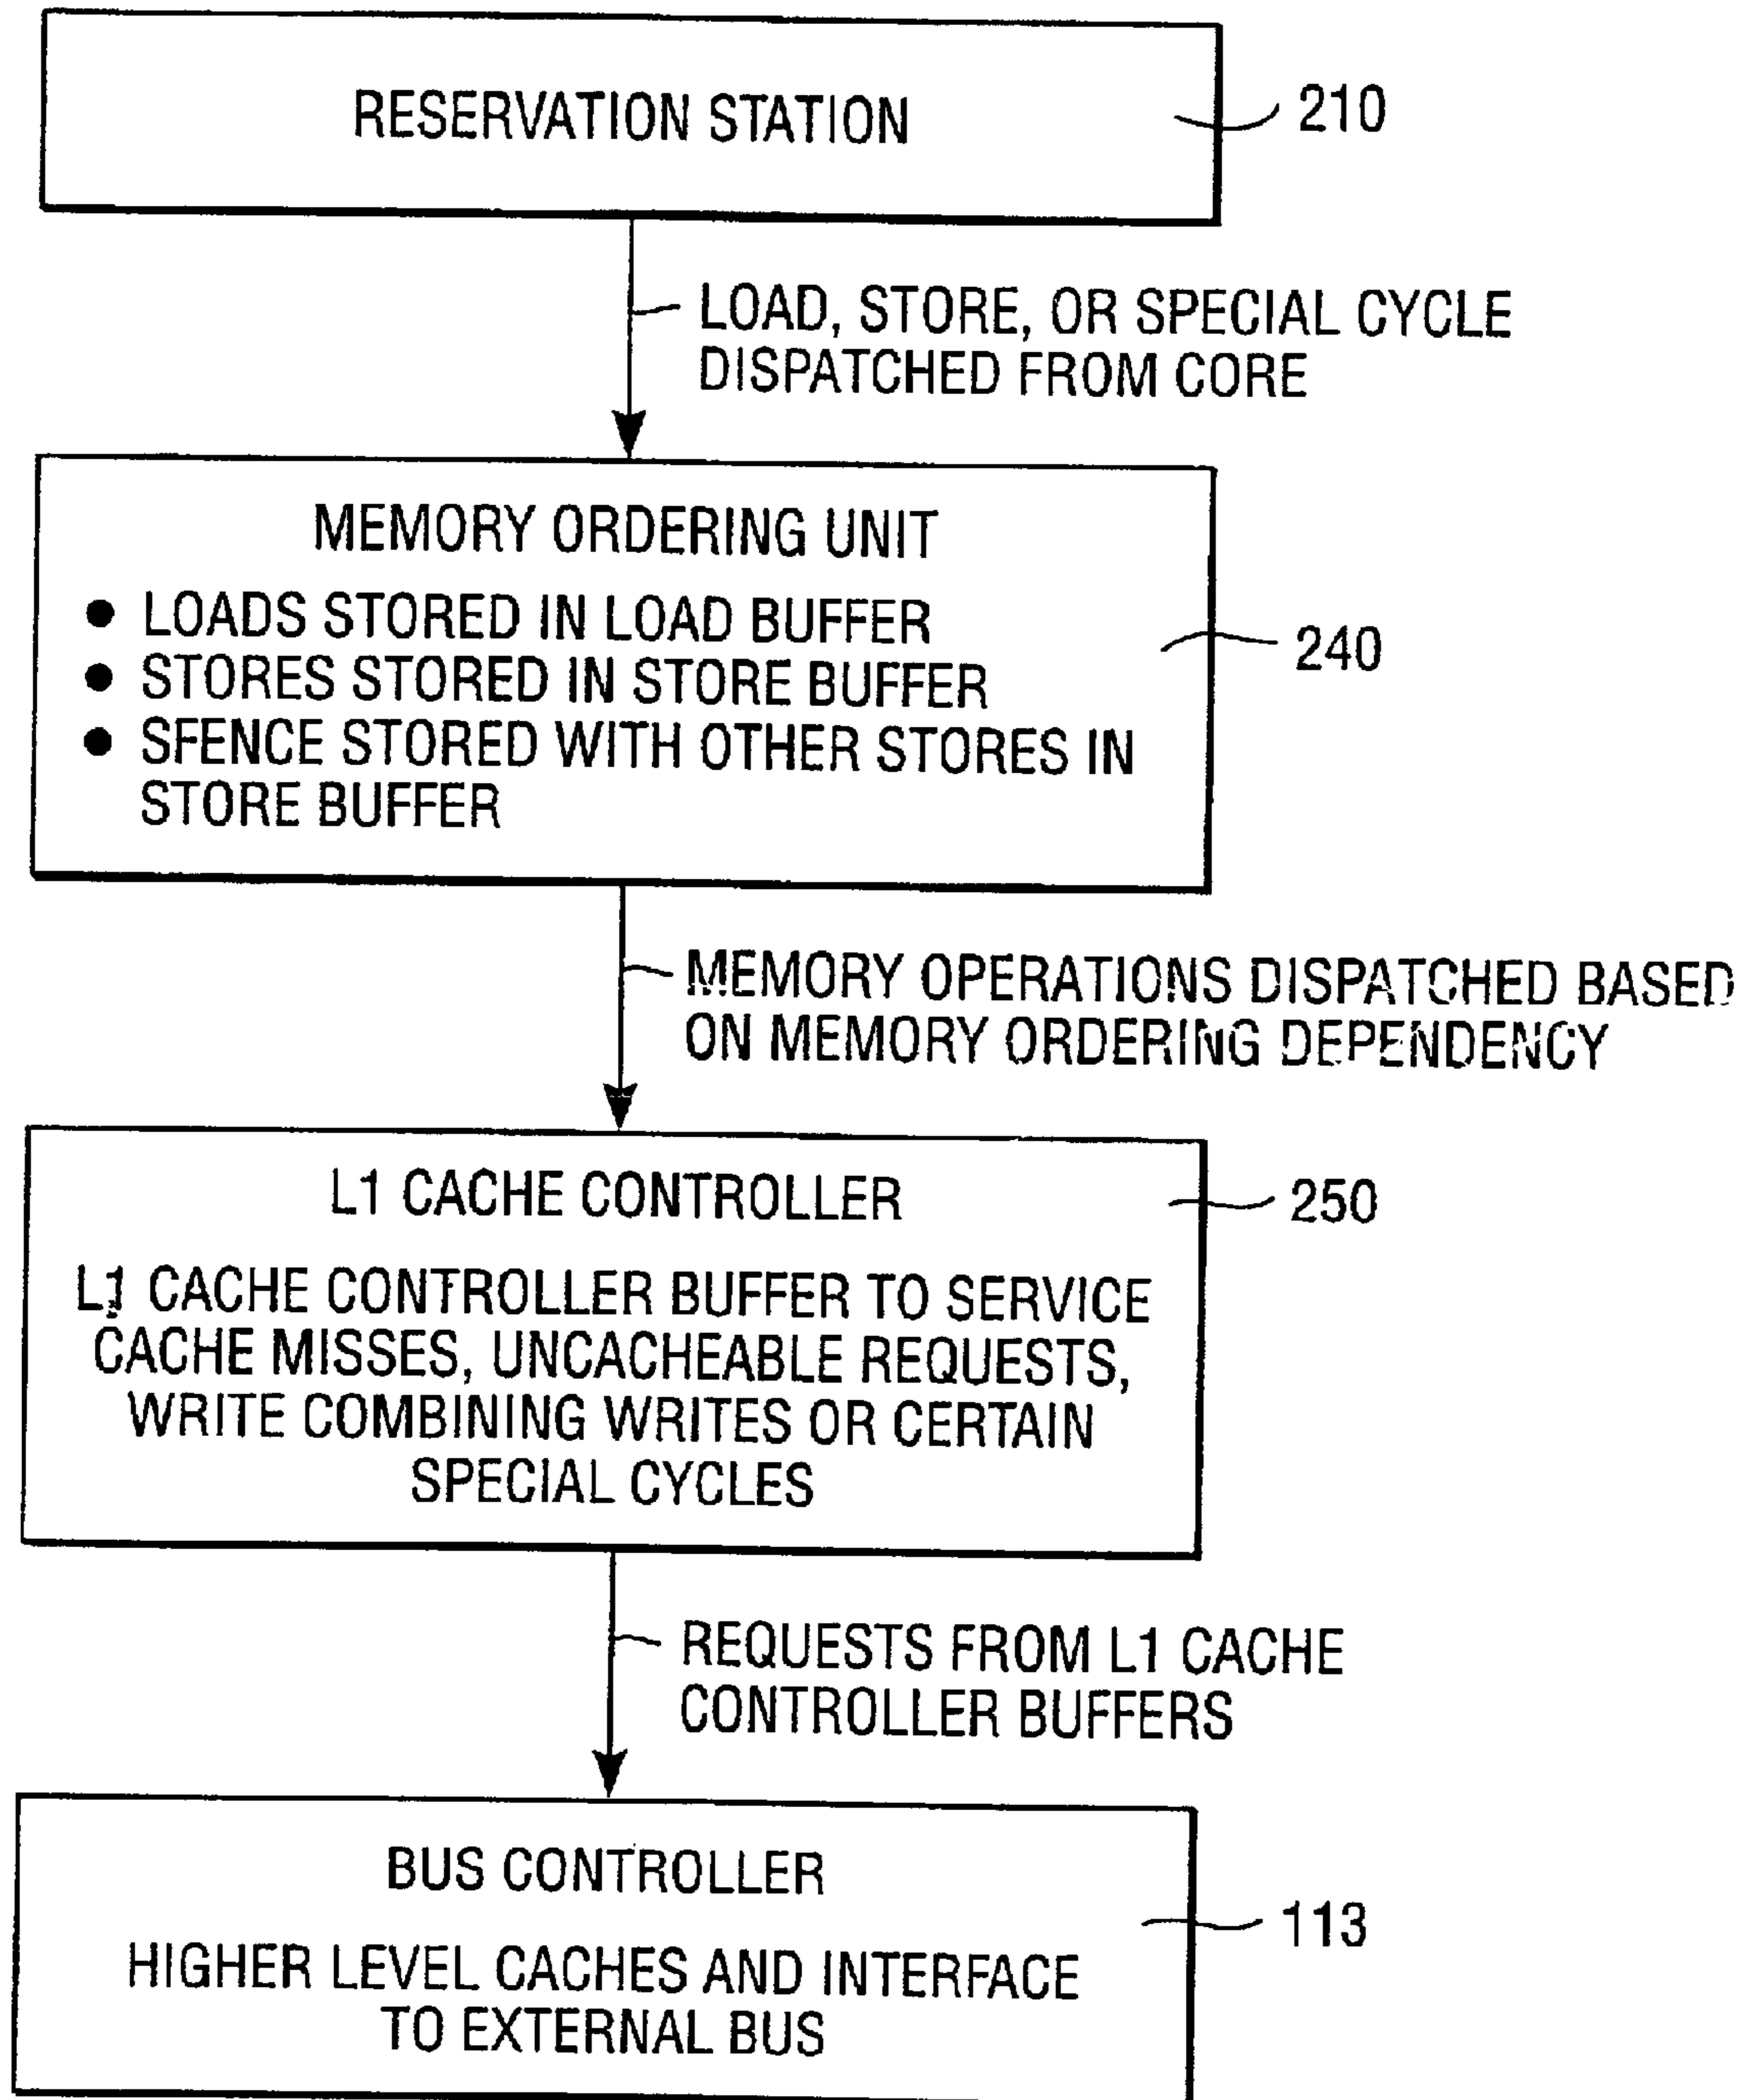 RESERVATION STATION
210
LOAD, STORE, OR SPECIAL CYCLE
DISPATCHED FROM CORE
MEMORY ORDERING UNIT
● LOADS STORED IN LOAD BUFFER
● STORES STORED IN STORE BUFFER
● SFENCE STORED WITH OTHER STORES IN
STORE BUFFER
240
MEMORY OPERATIONS DISPATCHED BASED
ON MEMORY ORDERING DEPENDENCY
L1 CACHE CONTROLLER
250
L1 CACHE CONTROLLER BUFFER TO SERVICE
CACHE MISSES, UNCACHEABLE REQUESTS,
WRITE COMBINING WRITES OR CERTAIN
SPECIAL CYCLES
REQUESTS FROM L1 CACHE
CONTROLLER BUFFERS
BUS CONTROLLER
113
HIGHER LEVEL CACHES AND INTERFACE
TO EXTERNAL BUS